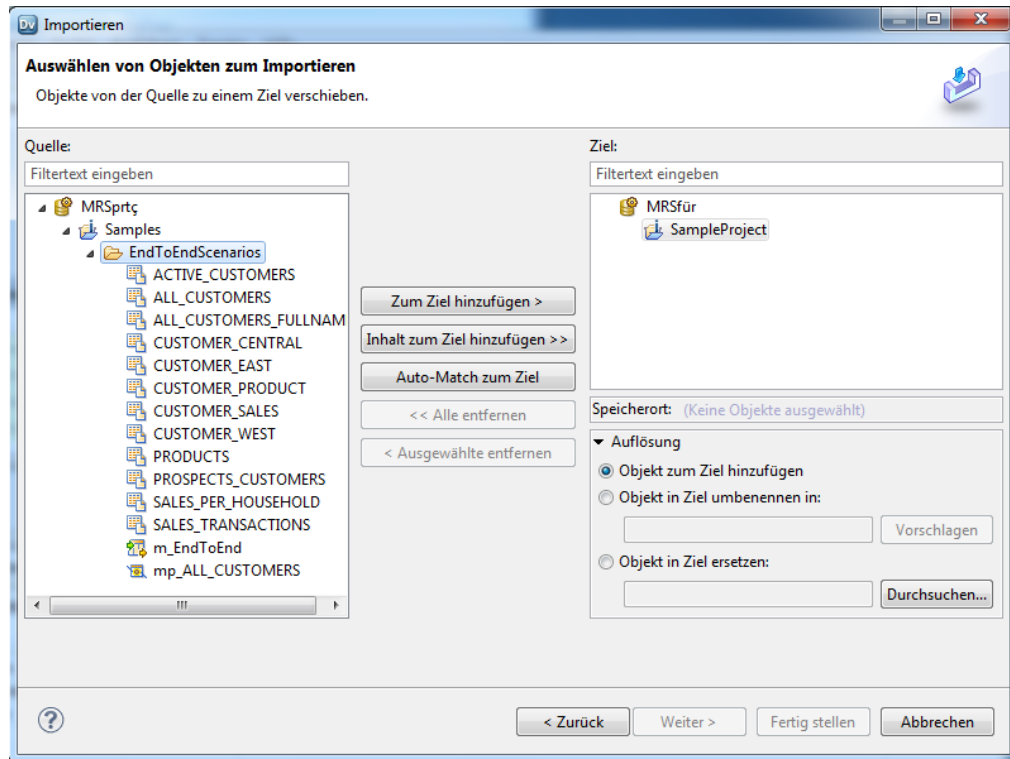 Dv Importieren
Auswählen von Objekten zum Importieren
Objekte von der Quelle zu einem Ziel verschieben.
Quelle:
Filtertext eingeben
MRSprtç
Samples
EndToEndScenarios
ACTIVE_CUSTOMERS
ALL_CUSTOMERS
ALL_CUSTOMERS_FULLNAM
CUSTOMER_CENTRAL
CUSTOMER_EAST
CUSTOMER_PRODUCT
CUSTOMER_SALES
CUSTOMER_WEST
PRODUCTS
PROSPECTS_CUSTOMERS
SALES_PER_HOUSEHOLD
SALES_TRANSACTIONS
m_EndToEnd
mp_ALL_CUSTOMERS
Zum Ziel hinzufügen >
Inhalt zum Ziel hinzufügen >>
Auto-Match zum Ziel
<< Alle entfernen
< Ausgewählte entfernen
Ziel:
Filtertext eingeben
MRSfür
SampleProject
Speicherort: (Keine Objekte ausgewählt)
Auflösung
Objekt zum Ziel hinzufügen
Objekt in Ziel umbenennen in:
Vorschlagen
Objekt in Ziel ersetzen:
Durchsuchen...
? < Zurück Weiter > Fertig stellen Abbrechen